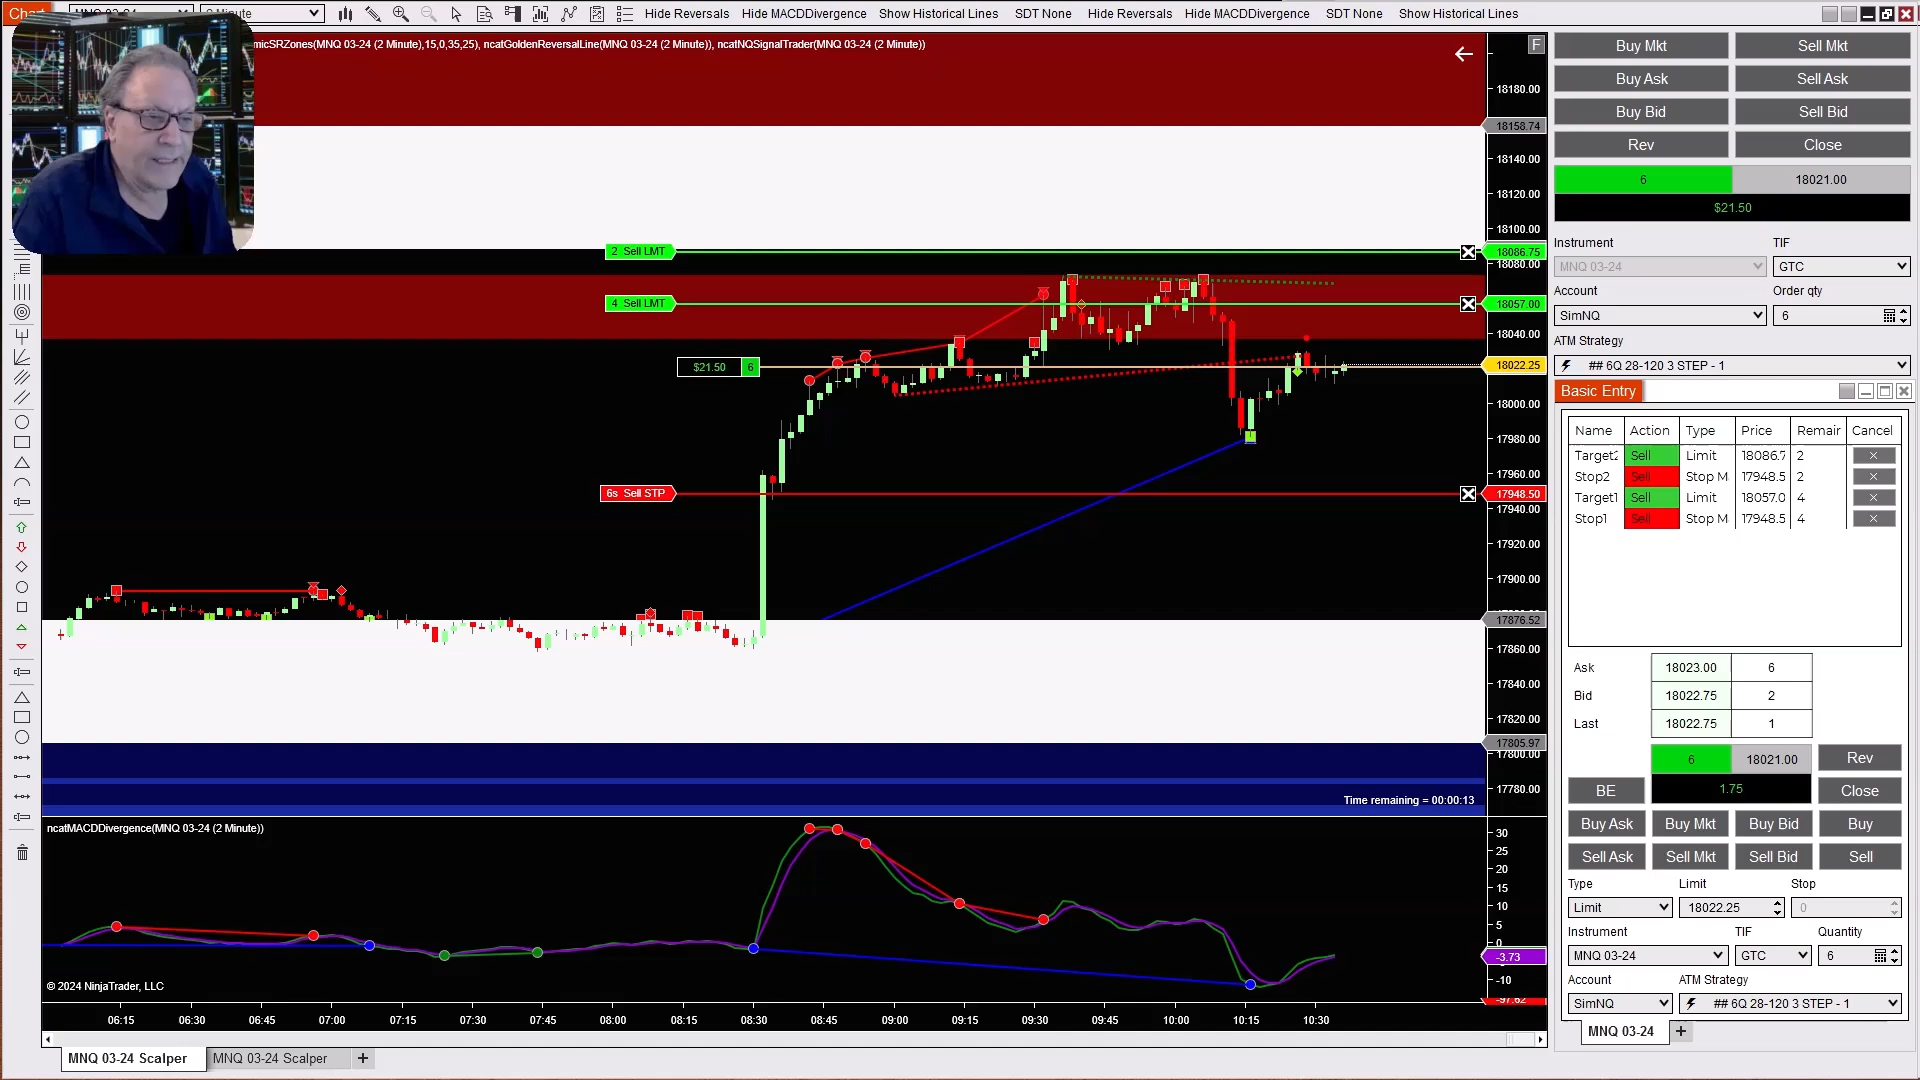 Hide Reversals Hide MACDDivergence Show Historical Lines SDT None Hide Reversals Hide MACDDivergence SDT None Show Historical Lines
micSRZones(MNQ 03-24 (2 Minute),15,0,35,25), ncatGoldenReversalLine(MNQ 03-24 (2 Minute)), ncatNQSignalTrader(MNQ 03-24 (2 Minute))
F
18180.00
18158.74
18140.00
18120.00
18100.00
2 Sell LMT
18086.75
18080.00
4 Sell LMT
18057.00
18040.00
$21.50 6
18022.25
18000.00
17980.00
17960.00
6s Sell STP
17948.50
17940.00
17920.00
17900.00
17876.52
17860.00
17840.00
17820.00
17805.97
17800.00
17780.00
Time remaining = 00:00:13
ncatMACDDivergence(MNQ 03-24 (2 Minute))
30
25
20
15
10
5
0
-3.73
-10
-97.62
© 2024 NinjaTrader, LLC
06:15 06:30 06:45 07:00 07:15 07:30 07:45 08:00 08:15 08:30 08:45 09:00 09:15 09:30 09:45 10:00 10:15 10:30
MNQ 03-24 Scalper MNQ 03-24 Scalper +
Buy Mkt Sell Mkt
Buy Ask Sell Ask
Buy Bid Sell Bid
Rev Close
6 18021.00
$21.50
Instrument TIF
MNQ 03-24 GTC
Account Order qty
SimNQ 6
ATM Strategy
## 6Q 28-120 3 STEP - 1
Basic Entry
Name Action Type Price Remair Cancel
Target2 Sell Limit 18086.7 2
Stop2 Sell Stop M 17948.5 2
Target1 Sell Limit 18057.0 4
Stop1 Sell Stop M 17948.5 4
Ask 18023.00 6
Bid 18022.75 2
Last 18022.75 1
6 18021.00 Rev
BE 1.75 Close
Buy Ask Buy Mkt Buy Bid Buy
Sell Ask Sell Mkt Sell Bid Sell
Type Limit Stop
Limit 18022.25 0
Instrument TIF Quantity
MNQ 03-24 GTC 6
Account ATM Strategy
SimNQ ## 6Q 28-120 3 STEP - 1
MNQ 03-24 +